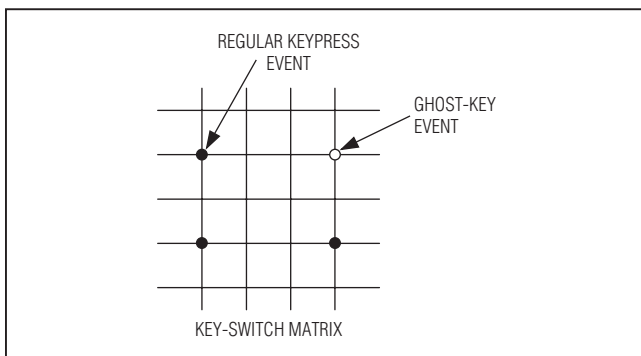 REGULAR KEYPRESS
EVENT
GHOST-KEY
EVENT
KEY-SWITCH MATRIX